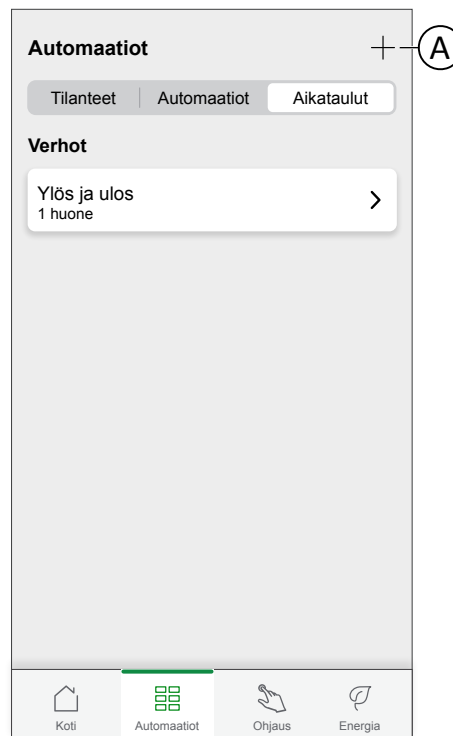 Automaatiot
A
Tilanteet Automaatiot Aikataulut
Verhot
Ylös ja ulos
1 huone
Koti Automaatiot Ohjaus Energia